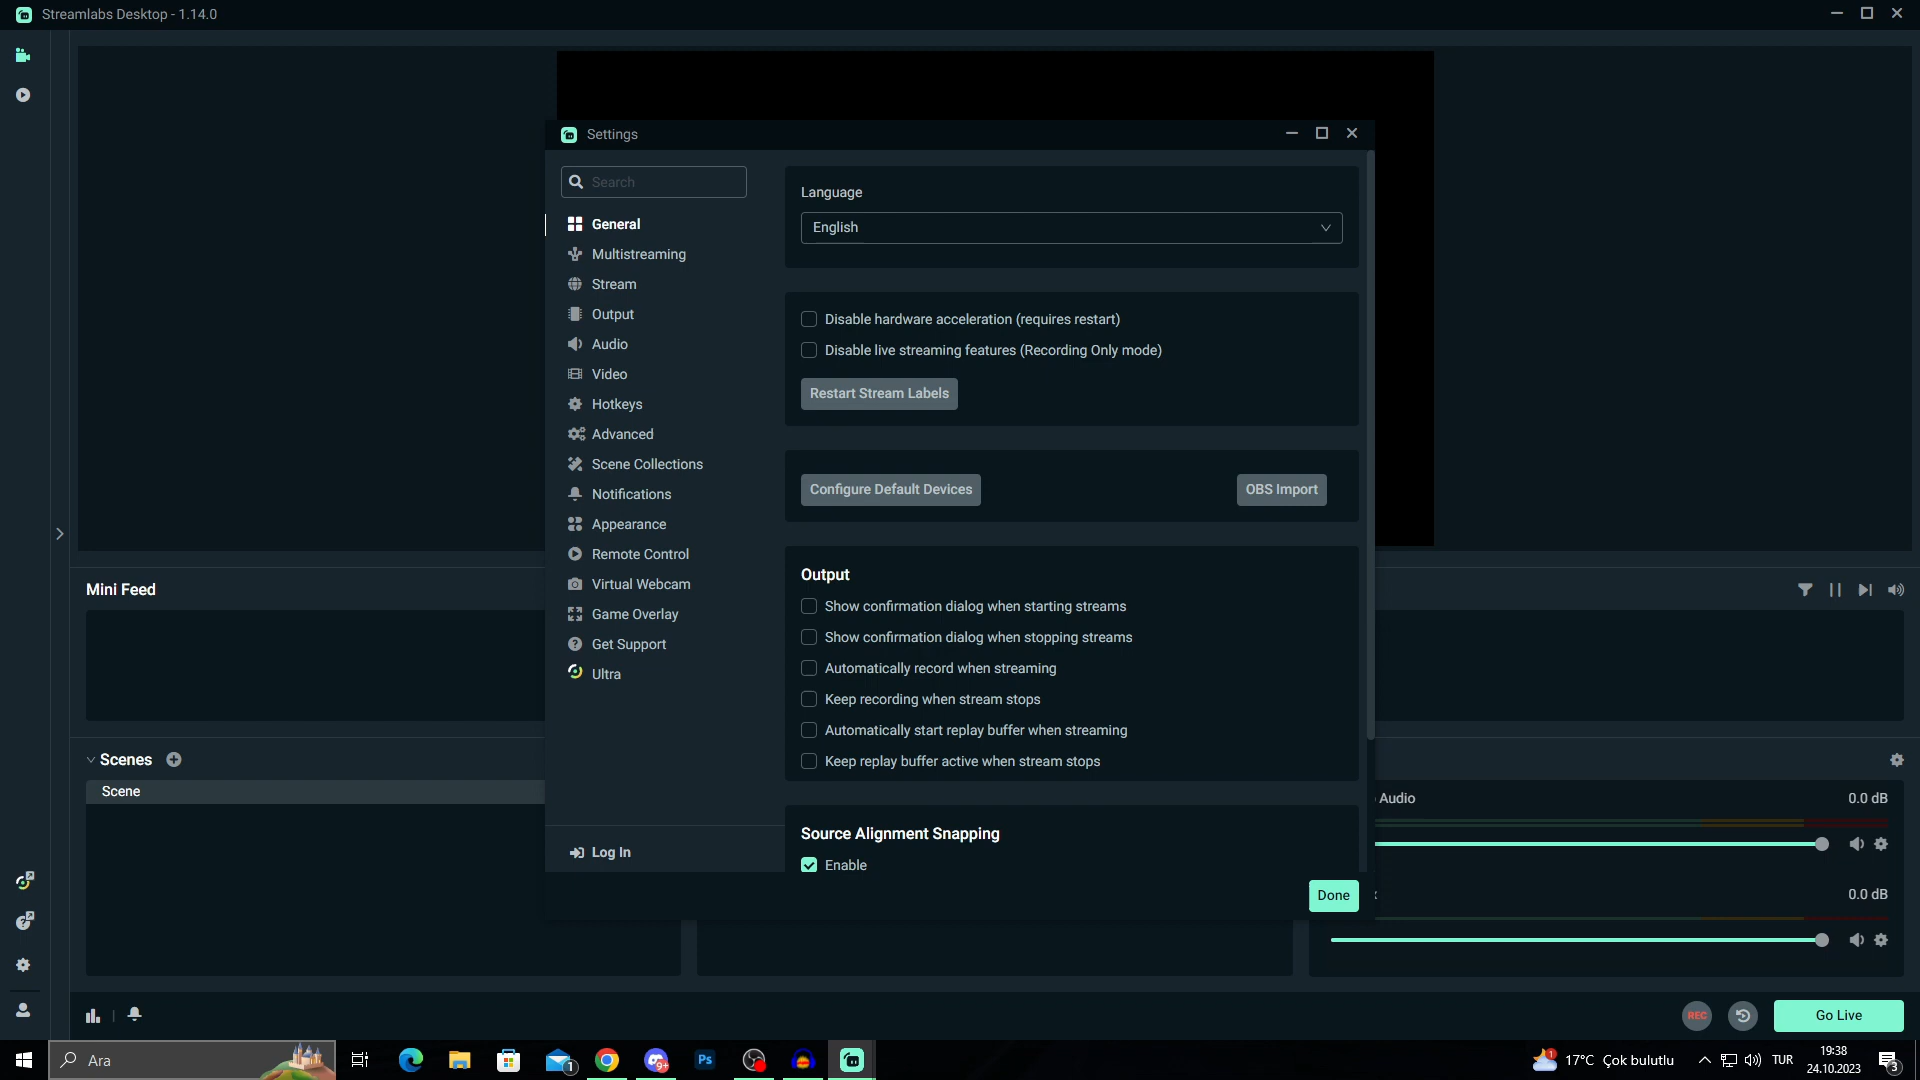 Streamlabs Desktop - 1.14.0
Settings
Search
General
Multistreaming
Stream
Output
Audio
Video
Hotkeys
Advanced
Scene Collections
Notifications
Appearance
Remote Control
Virtual Webcam
Game Overlay
Get Support
Ultra
Log In
Language
English
Disable hardware acceleration (requires restart)
Disable live streaming features (Recording Only mode)
Restart Stream Labels
Configure Default Devices
OBS Import
Output
Show confirmation dialog when starting streams
Show confirmation dialog when stopping streams
Automatically record when streaming
Keep recording when stream stops
Automatically start replay buffer when streaming
Keep replay buffer active when stream stops
Source Alignment Snapping
Enable
Done
Mini Feed
Scenes
Scene
Audio
0.0 dB
0.0 dB
REC
Go Live
Ara
1
9+
Ps
1
17°C Çok bulutlu
TUR
19:38
24.10.2023
3